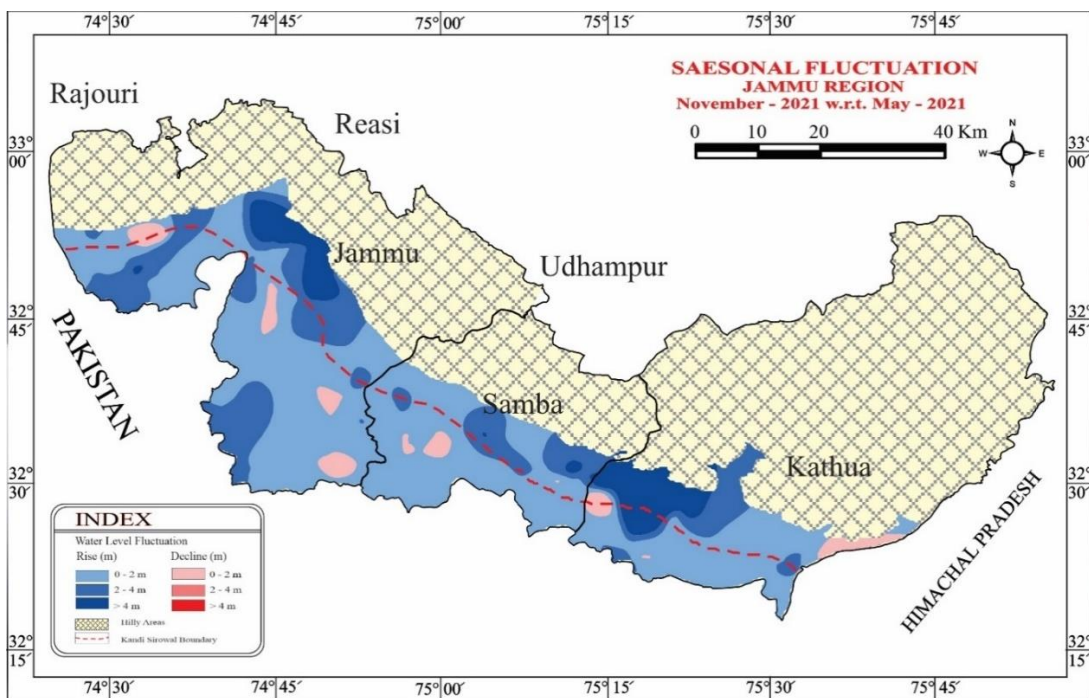 74° 30′ 74° 45′ 75° 00′ 75° 15′ 75° 30′ 75° 45′
SAESONAL FLUCTUATION
JAMMU REGION
November - 2021 w.r.t. May - 2021
0 10 20 40 Km
N
W E
S
Rajouri
Reasi
33°
00′
33°
00′
Jammu
Udhampur
32°
45′
32°
45′
PAKISTAN
Samba
Kathua
32°
30′
32°
30′
HIMACHAL PRADESH
INDEX
Water Level Fluctuation
Rise (m) Decline (m)
0 - 2 m 0 - 2 m
2 - 4 m 2 - 4 m
> 4 m > 4 m
Hilly Areas
Kandi Sirowal Boundary
32°
15′
32°
15′
74° 30′ 74° 45′ 75° 00′ 75° 15′ 75° 30′ 75° 45′